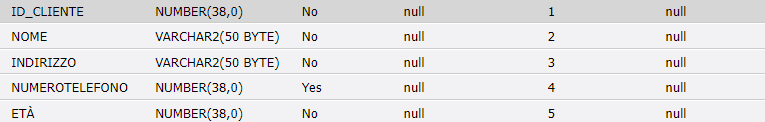 ID_CLIENTE NUMBER(38,0) No null 1 null
NOME VARCHAR2(50 BYTE) No null 2 null
INDIRIZZO VARCHAR2(50 BYTE) No null 3 null
NUMEROTELEFONO NUMBER(38,0) Yes null 4 null
ETÀ NUMBER(38,0) No null 5 null